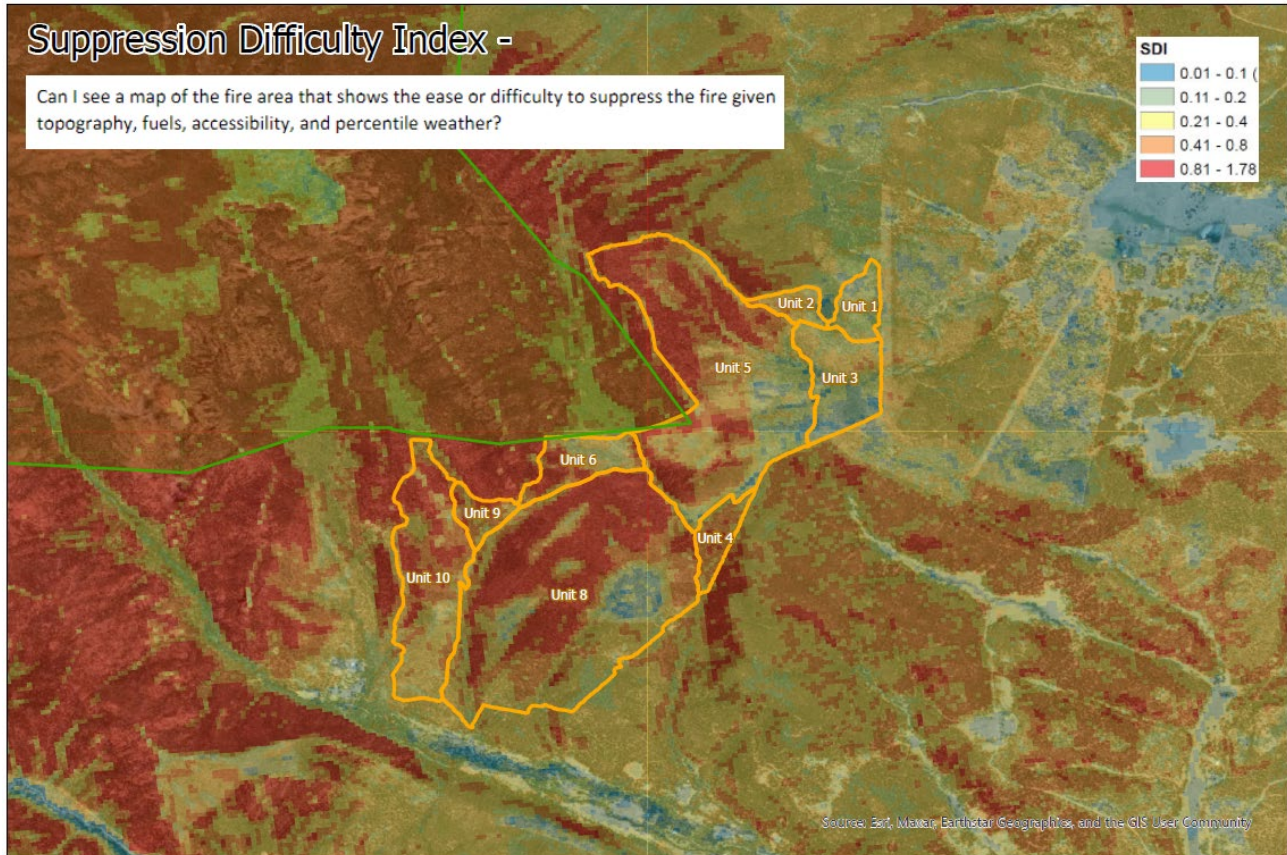 Suppression Difficulty Index -
Can I see a map of the fire area that shows the ease or difficulty to suppress the fire given
topography, fuels, accessibility, and percentile weather?
SDI
0.01 - 0.1 (
0.11 - 0.2
0.21 - 0.4
0.41 - 0.8
0.81 - 1.78
Unit 2
Unit 1
Unit 5
Unit 3
Unit 6
Unit 9
Unit 4
Unit 10
Unit 8
Source: Esri, Maxar, Earthstar Geographics, and the GIS User Community